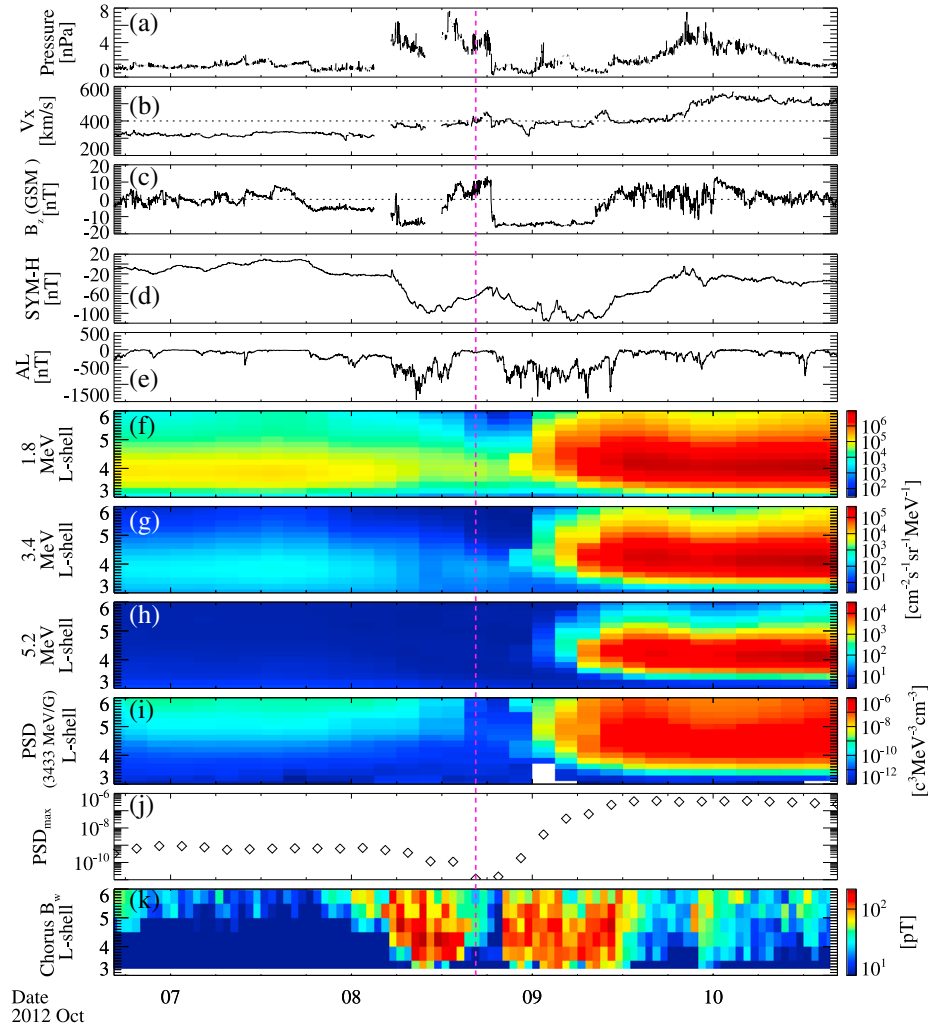 (a)
Pressure
[nPa]
8
4
0
(b)
Vx
[km/s]
600
400
200
(c)
B_z (GSM)
[nT]
20
10
0
-10
-20
(d)
SYM-H
[nT]
20
-20
-60
-100
(e)
AL
[nT]
500
0
-500
-1500
(f)
1.8
MeV
L-shell
6
5
4
3
10^6
10^5
10^4
10^3
10^2
(g)
3.4
MeV
L-shell
6
5
4
3
10^5
10^4
10^3
10^2
10^1
[cm^-2 s^-1 sr^-1 MeV^-1]
(h)
5.2
MeV
L-shell
6
5
4
3
10^4
10^3
10^2
10^1
(i)
PSD
(3433 MeV/G)
L-shell
6
5
4
3
10^-6
10^-8
10^-10
10^-12
[c^3 MeV^-3 cm^-3]
(j)
PSD_max
10^-6
10^-8
10^-10
(k)
Chorus B_w
L-shell
6
5
4
3
10^2
10^1
[pT]
Date 07 08 09 10
2012 Oct